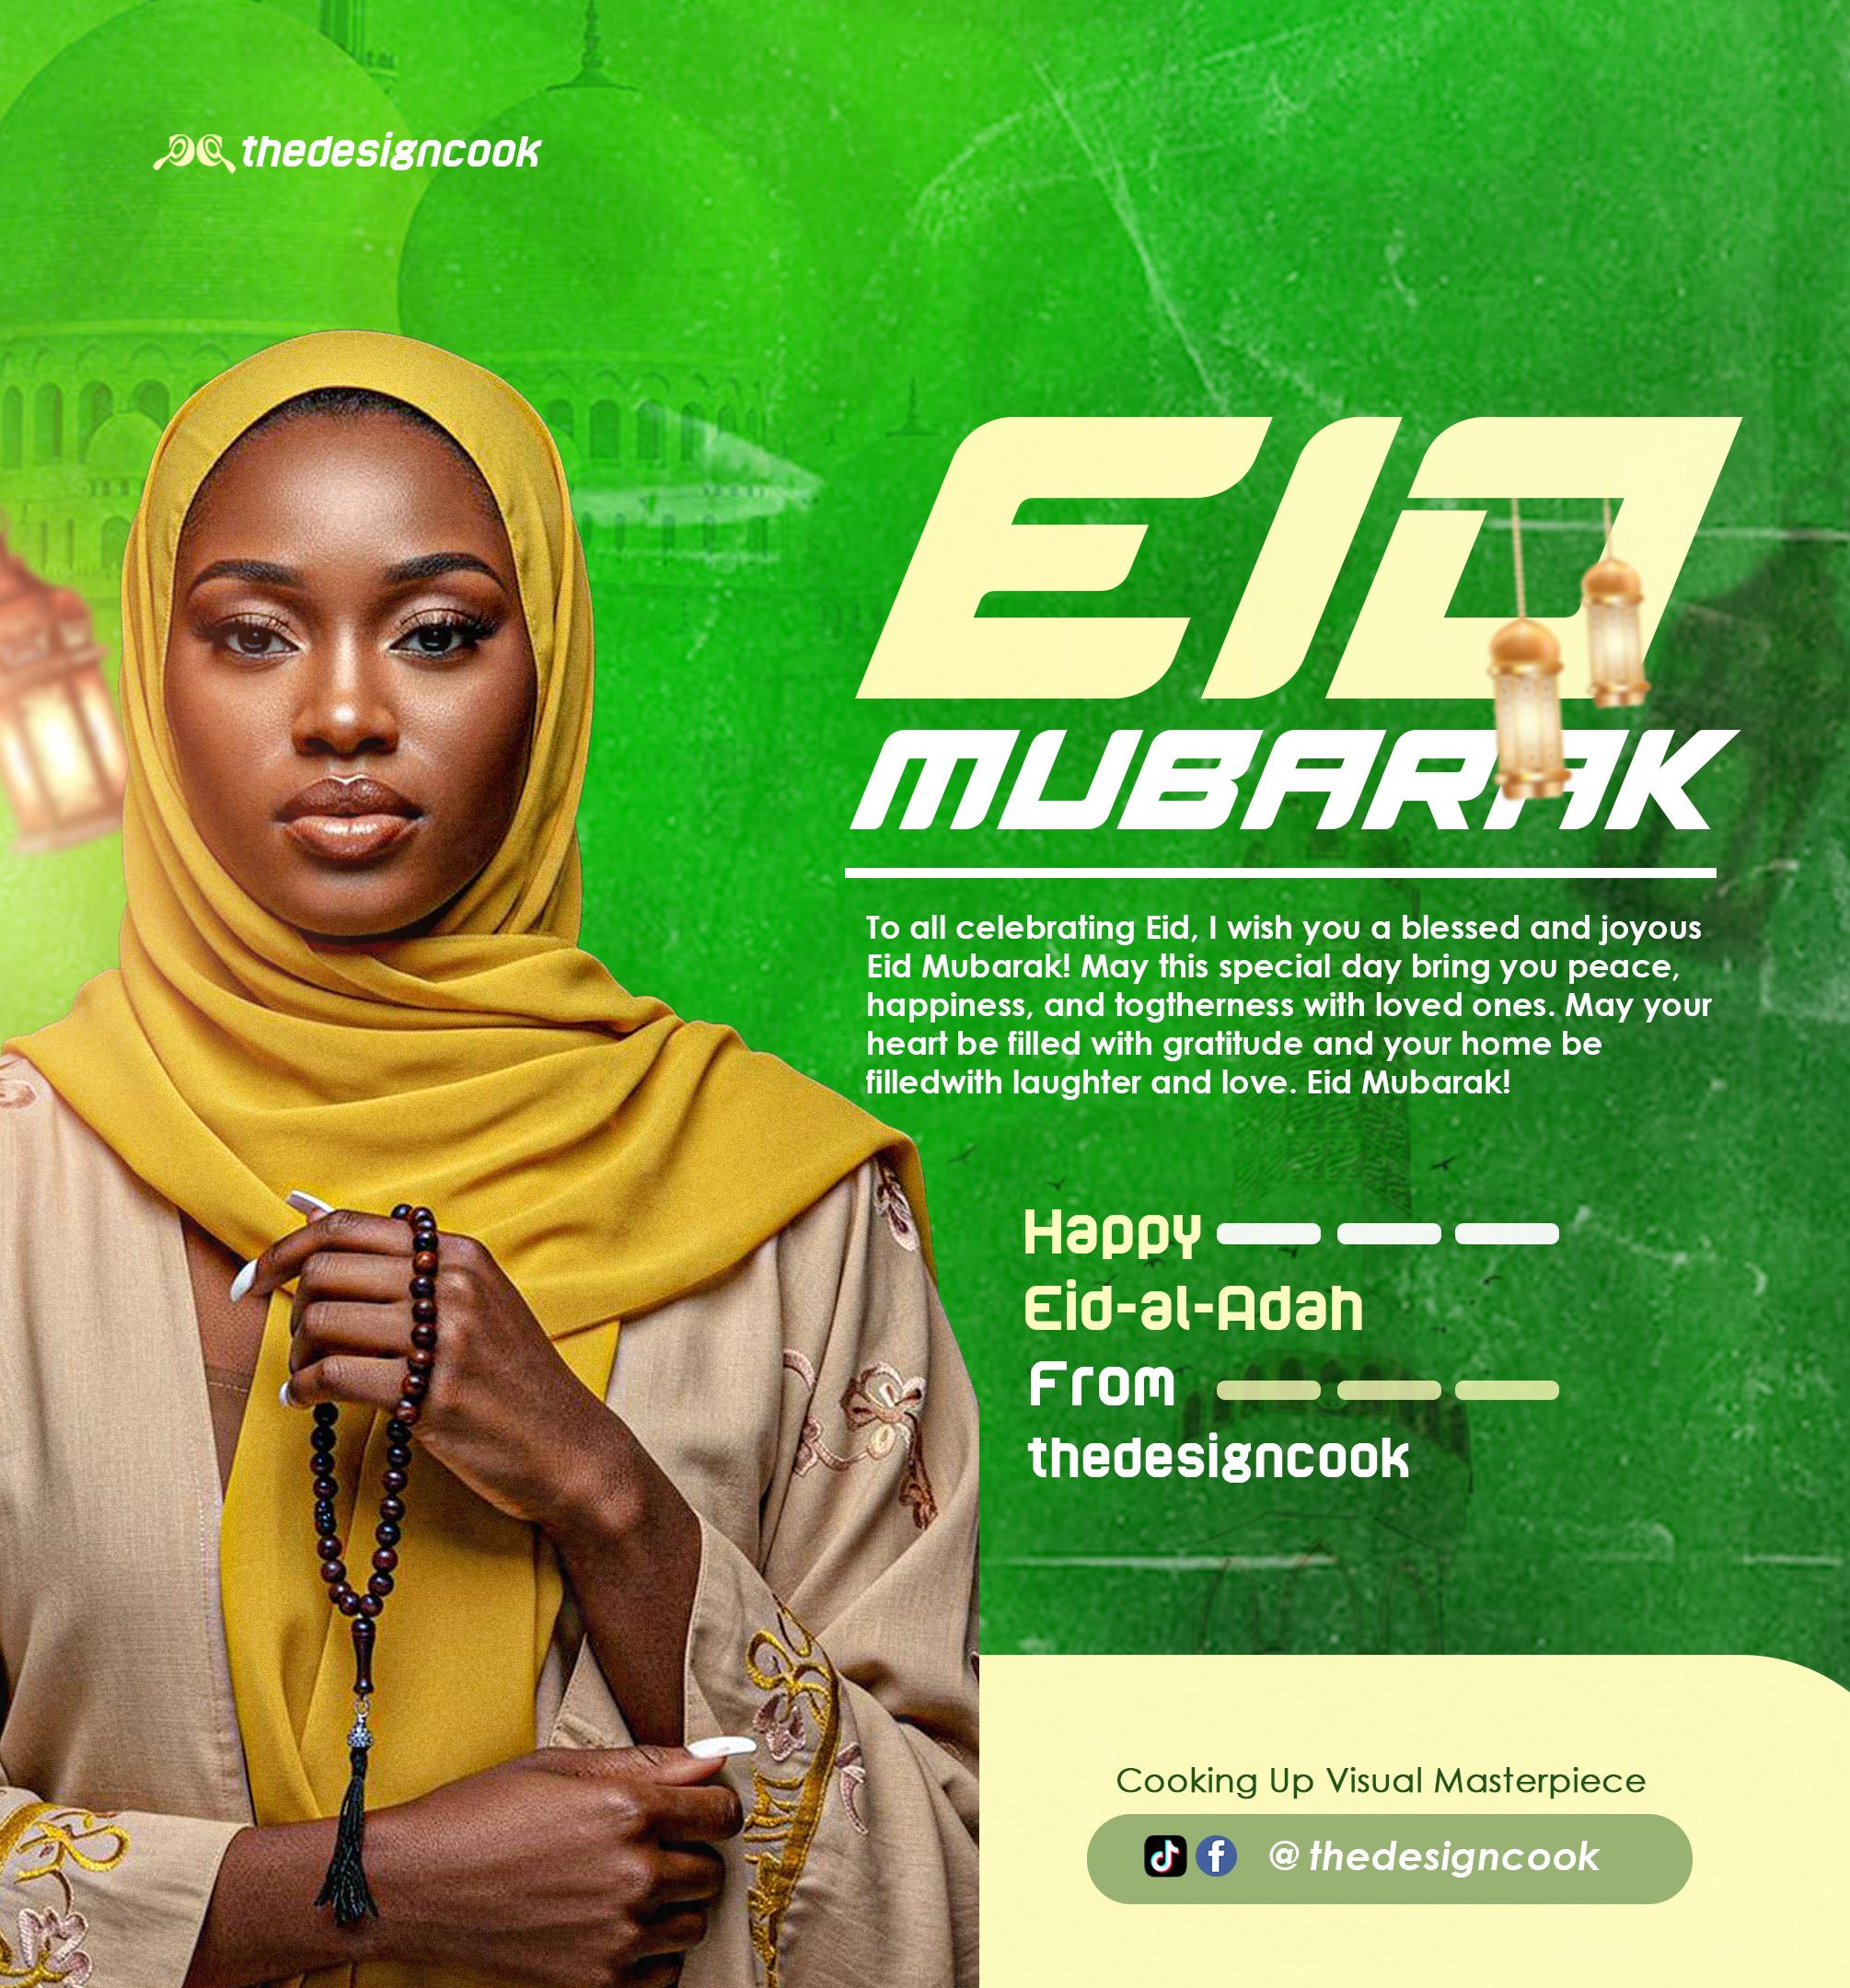 thedesigncook
EID
MUBARAK
To all celebrating Eid, I wish you a blessed and joyous
Eid Mubarak! May this special day bring you peace,
happiness, and togtherness with loved ones. May your
heart be filled with gratitude and your home be
filledwith laughter and love. Eid Mubarak!
Happy
Eid-al-Adah
From
thedesigncook
Cooking Up Visual Masterpiece
@thedesigncook